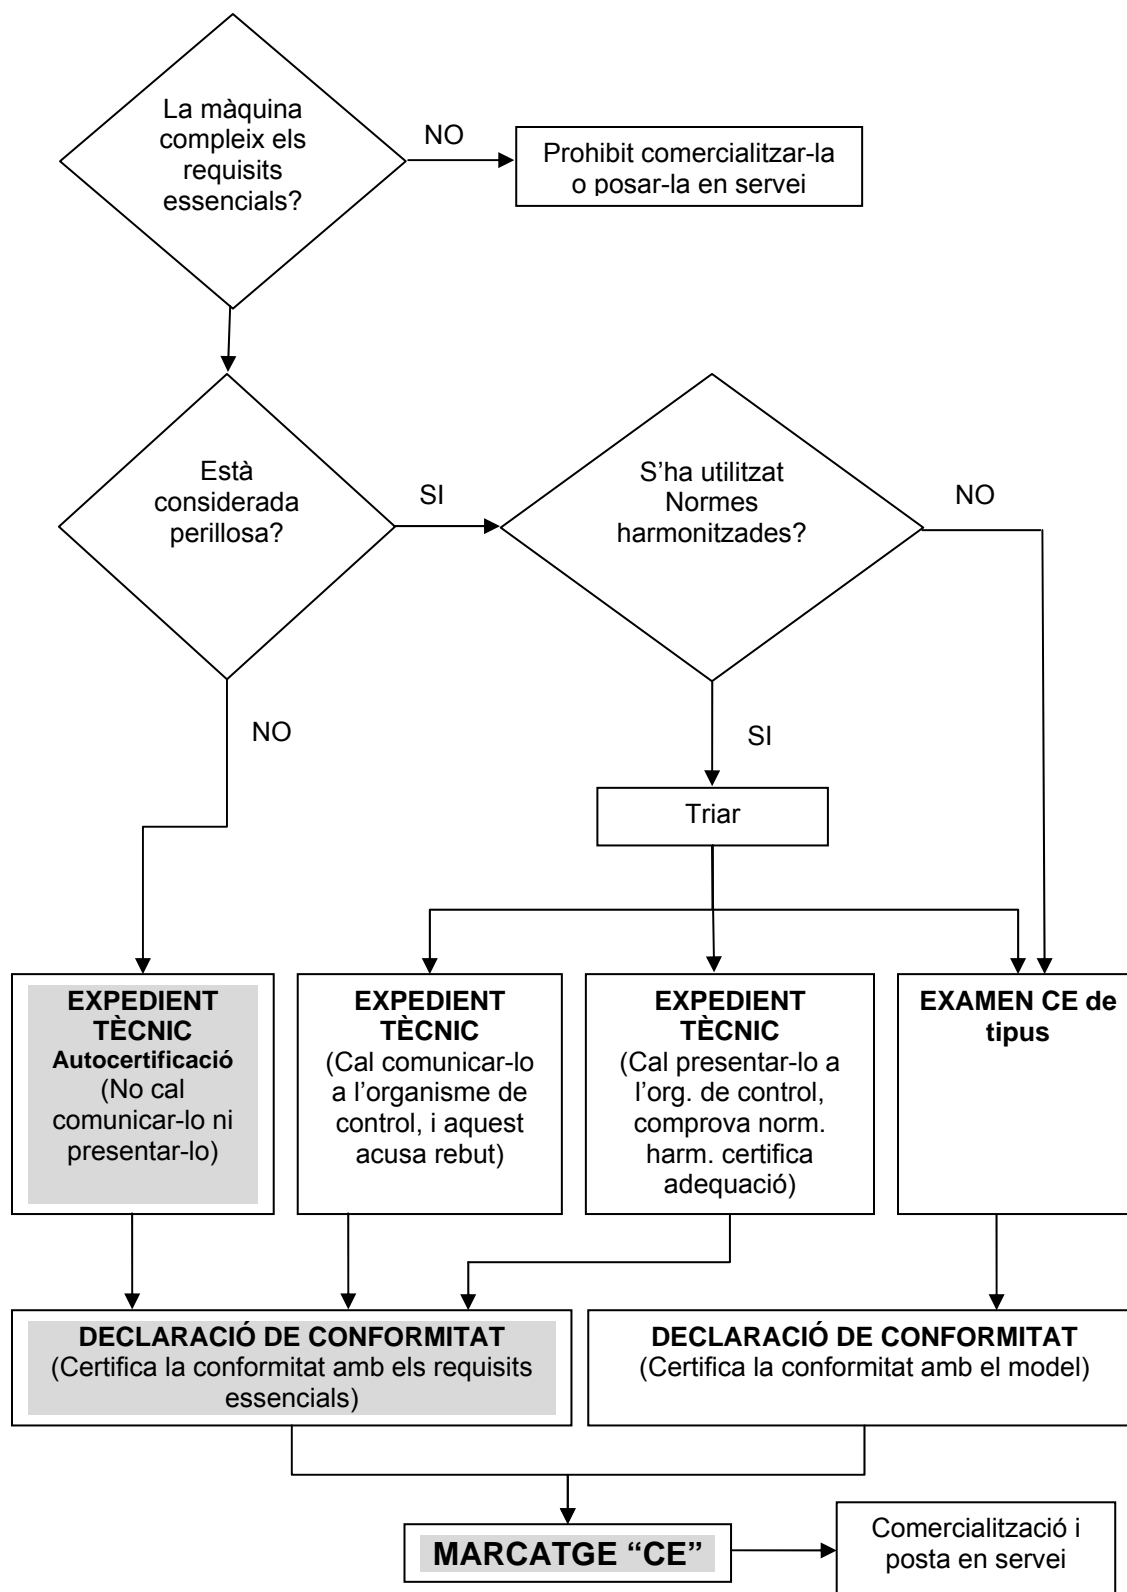 La màquina
compleix els
requisits
essencials?
NO
Prohibit comercialitzar-la
o posar-la en servei
Està
considerada
perillosa?
SI
S’ha utilitzat
Normes
harmonitzades?
NO
NO
SI
Triar
EXPEDIENT
TÈCNIC
Autocertificació
(No cal
comunicar-lo ni
presentar-lo)
EXPEDIENT
TÈCNIC
(Cal comunicar-lo
a l’organisme de
control, i aquest
acusa rebut)
EXPEDIENT
TÈCNIC
(Cal presentar-lo a
l’org. de control,
comprova norm.
harm. certifica
adequació)
EXAMEN CE de
tipus
DECLARACIÓ DE CONFORMITAT
(Certifica la conformitat amb els requisits
essencials)
DECLARACIÓ DE CONFORMITAT
(Certifica la conformitat amb el model)
MARCATGE “CE”
Comercialització i
posta en servei